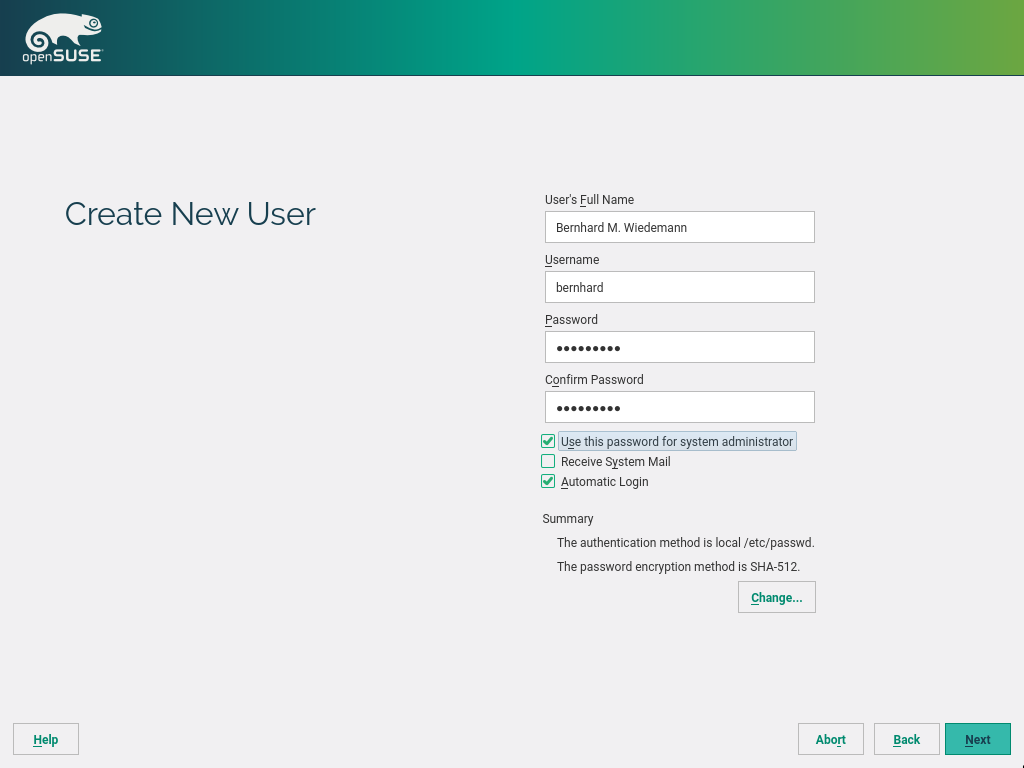 openSUSE
Create New User
User's Full Name
Bernhard M. Wiedemann
Username
bernhard
Password
●●●●●●●●●
Confirm Password
●●●●●●●●●
Use this password for system administrator
Receive System Mail
Automatic Login
Summary
The authentication method is local /etc/passwd.
The password encryption method is SHA-512.
Change...
Help
Abort
Back
Next